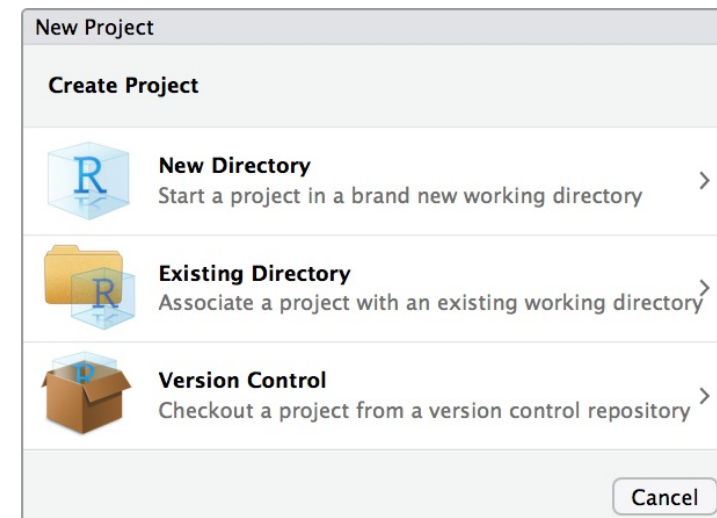 New Project
Create Project
R
New Directory
Start a project in a brand new working directory
R
Existing Directory
Associate a project with an existing working directory
R
Version Control
Checkout a project from a version control repository
Cancel